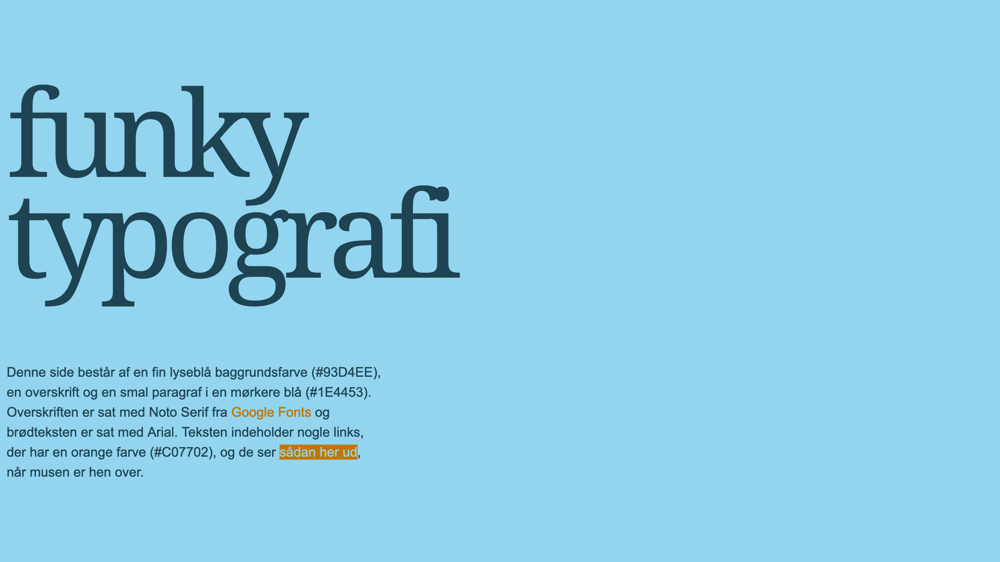 funky
typografi
Denne side består af en fin lyseblå baggrundsfarve (#93D4EE),
en overskrift og en smal paragraf i en mørkere blå (#1E4453).
Overskriften er sat med Noto Serif fra Google Fonts og
brødteksten er sat med Arial. Teksten indeholder nogle links,
der har en orange farve (#C07702), og de ser sådan her ud,
når musen er hen over.